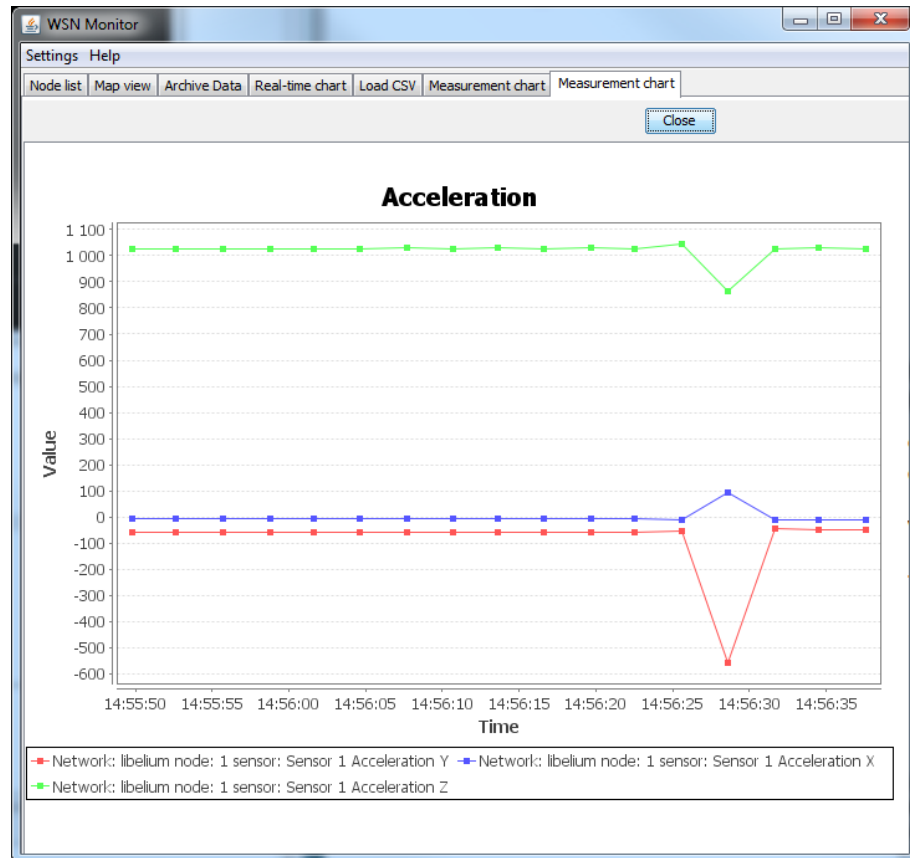 WSN Monitor
Settings Help
Node list Map view Archive Data Real-time chart Load CSV Measurement chart Measurement chart
Close
Acceleration
1 100
1 000
900
800
700
600
500
400
300
200
100
0
-100
-200
-300
-400
-500
-600
Value
14:55:50 14:55:55 14:56:00 14:56:05 14:56:10 14:56:15 14:56:20 14:56:25 14:56:30 14:56:35
Time
Network: libelium node: 1 sensor: Sensor 1 Acceleration Y Network: libelium node: 1 sensor: Sensor 1 Acceleration X
Network: libelium node: 1 sensor: Sensor 1 Acceleration Z